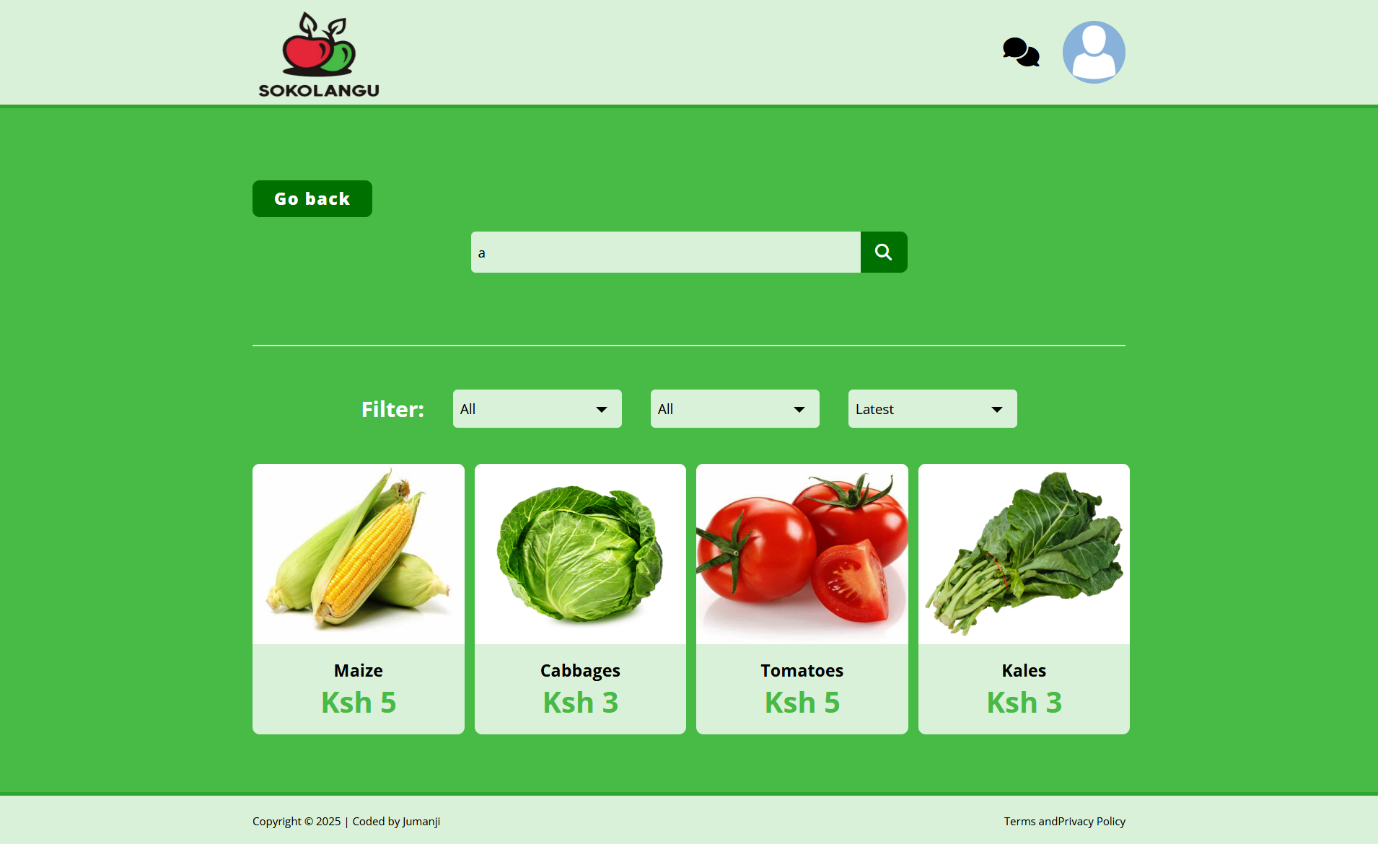 SOKOLANGU
Go back
a
Filter:
All
All
Latest
Maize
Ksh 5
Cabbages
Ksh 3
Tomatoes
Ksh 5
Kales
Ksh 3
Copyright © 2025 | Coded by Jumanji
Terms andPrivacy Policy